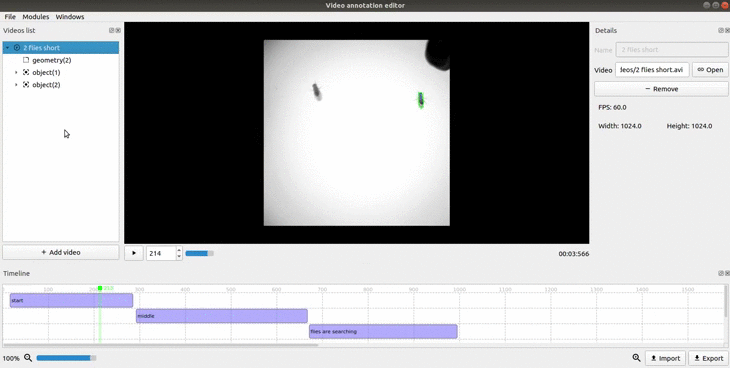 Video annotation editor
File Modules Windows
Videos list
2 flies short
geometry(2)
object(1)
object(2)
+ Add video
214
00:03:566
Details
Name 2 flies short
Video leos/2 flies short.avi Open
− Remove
FPS: 60.0
Width: 1024.0 Height: 1024.0
Timeline
100 200 300 400 500 600 700 800 900 1000 1100 1200 1300 1400 1500
start
middle
flies are searching
100%
Import
Export